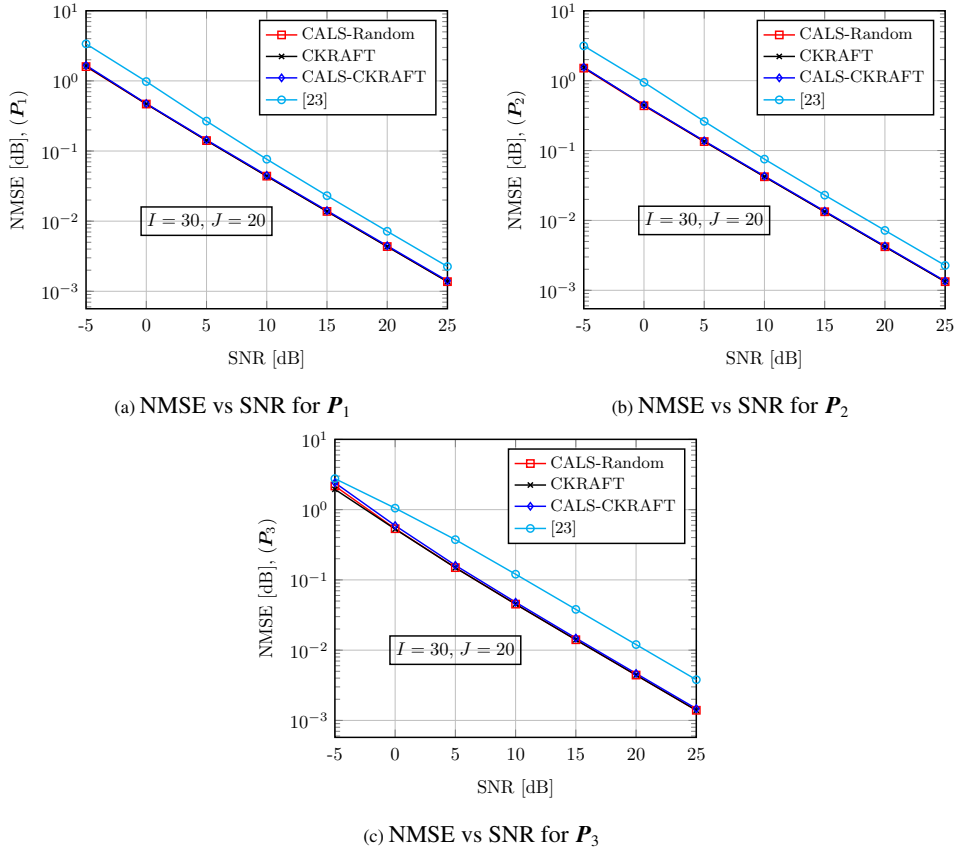 10^1
10^0
10^-1
10^-2
10^-3
NMSE [dB], (P_1)
CALS-Random
CKRAFT
CALS-CKRAFT
[23]
I = 30, J = 20
-5 0 5 10 15 20 25
SNR [dB]
(a) NMSE vs SNR for P_1
10^1
10^0
10^-1
10^-2
10^-3
NMSE [dB], (P_2)
CALS-Random
CKRAFT
CALS-CKRAFT
[23]
I = 30, J = 20
-5 0 5 10 15 20 25
SNR [dB]
(b) NMSE vs SNR for P_2
10^1
10^0
10^-1
10^-2
10^-3
NMSE [dB], (P_3)
CALS-Random
CKRAFT
CALS-CKRAFT
[23]
I = 30, J = 20
-5 0 5 10 15 20 25
SNR [dB]
(c) NMSE vs SNR for P_3